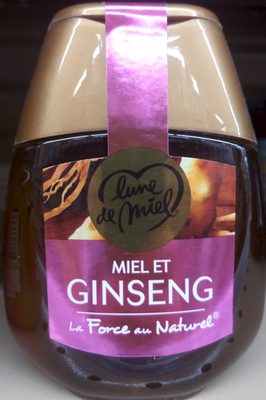 lune
de miel®
MIEL ET
GINSENG
La Force au Naturel®